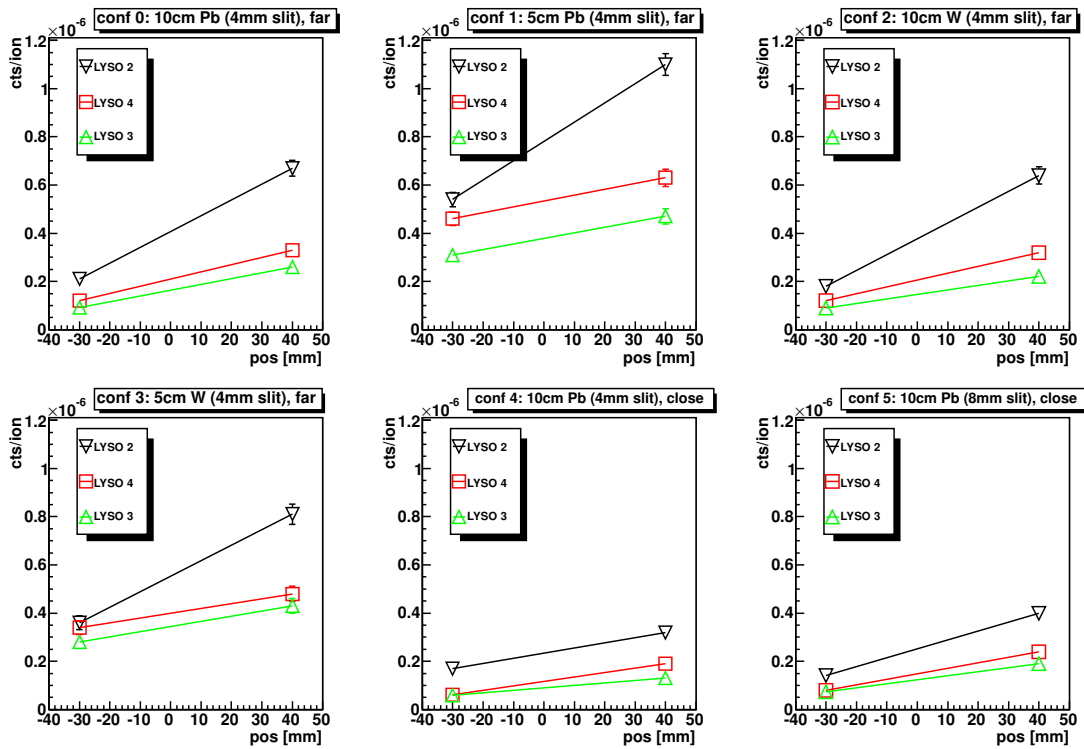 conf 0: 10cm Pb (4mm slit), far
×10⁻⁶
cts/ion
1.2
1
0.8
0.6
0.4
0.2
0
LYSO 2
LYSO 4
LYSO 3
-40 -30 -20 -10 0 10 20 30 40 50
pos [mm]
conf 1: 5cm Pb (4mm slit), far
×10⁻⁶
cts/ion
1.2
1
0.8
0.6
0.4
0.2
0
LYSO 2
LYSO 4
LYSO 3
-40 -30 -20 -10 0 10 20 30 40 50
pos [mm]
conf 2: 10cm W (4mm slit), far
×10⁻⁶
cts/ion
1.2
1
0.8
0.6
0.4
0.2
0
LYSO 2
LYSO 4
LYSO 3
-40 -30 -20 -10 0 10 20 30 40 50
pos [mm]
conf 3: 5cm W (4mm slit), far
×10⁻⁶
cts/ion
1.2
1
0.8
0.6
0.4
0.2
0
LYSO 2
LYSO 4
LYSO 3
-40 -30 -20 -10 0 10 20 30 40 50
pos [mm]
conf 4: 10cm Pb (4mm slit), close
×10⁻⁶
cts/ion
1.2
1
0.8
0.6
0.4
0.2
0
LYSO 2
LYSO 4
LYSO 3
-40 -30 -20 -10 0 10 20 30 40 50
pos [mm]
conf 5: 10cm Pb (8mm slit), close
×10⁻⁶
cts/ion
1.2
1
0.8
0.6
0.4
0.2
0
LYSO 2
LYSO 4
LYSO 3
-40 -30 -20 -10 0 10 20 30 40 50
pos [mm]